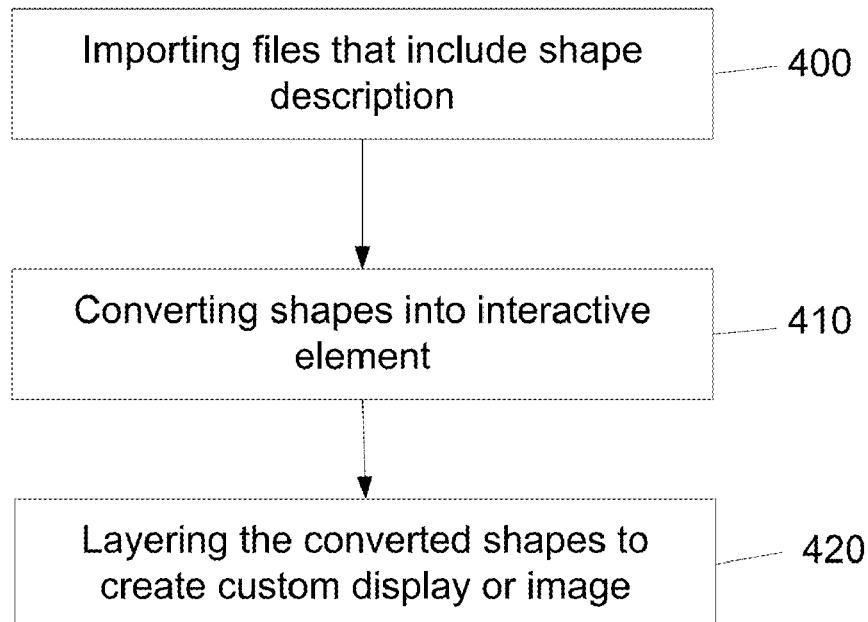 Importing files that include shape
description
400
Converting shapes into interactive
element
410
Layering the converted shapes to
create custom display or image
420